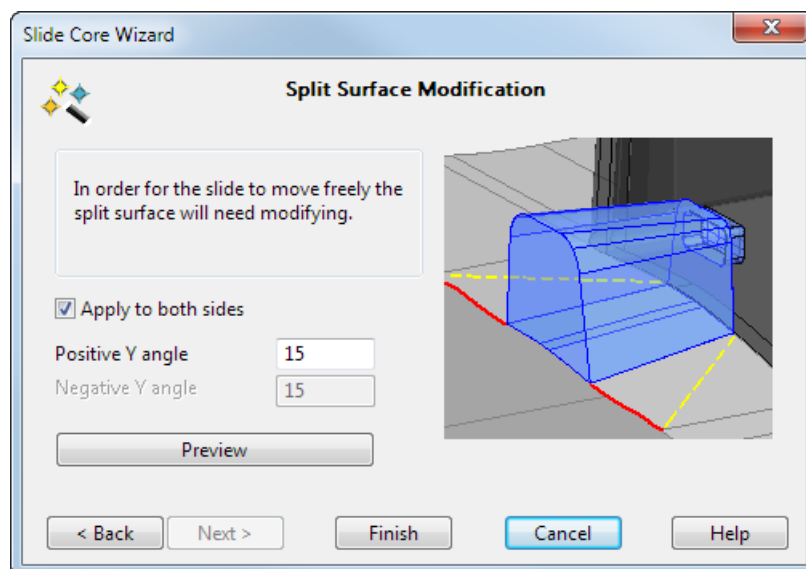 Slide Core Wizard
Split Surface Modification
In order for the slide to move freely the
split surface will need modifying.
Apply to both sides
Positive Y angle 15
Negative Y angle 15
Preview
< Back Next > Finish Cancel Help